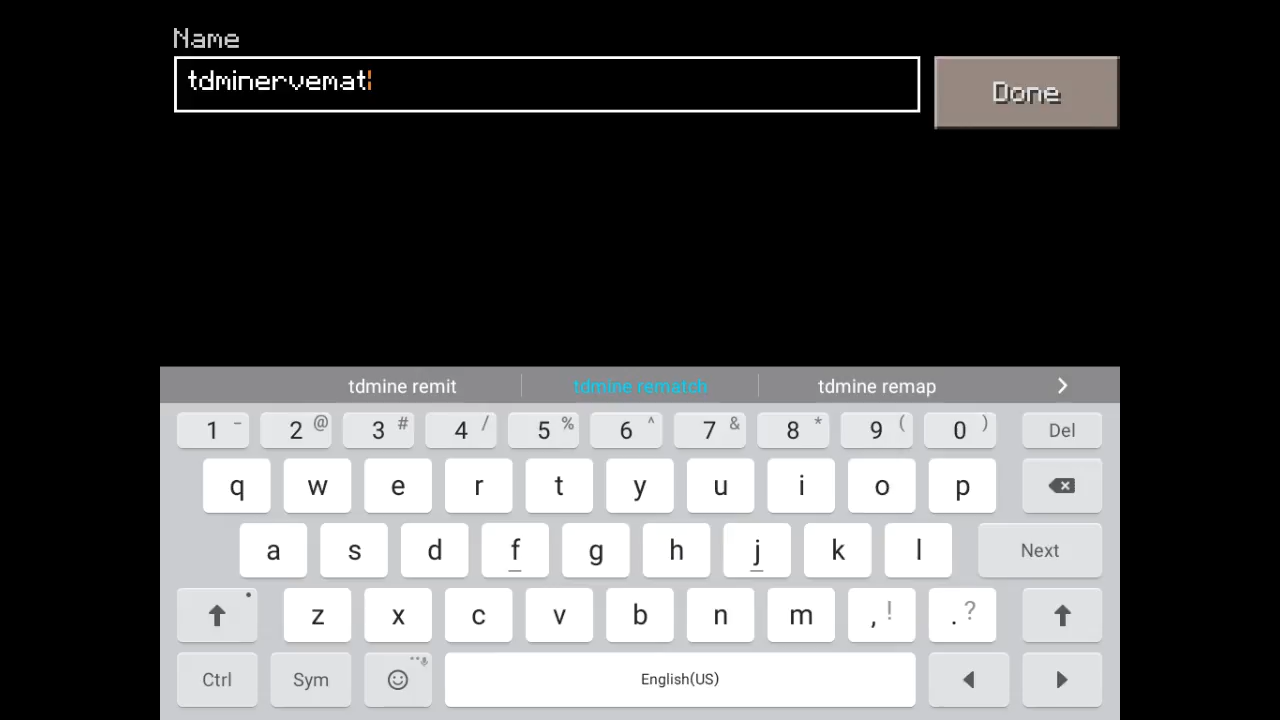 Name
tdminervemat
Done
tdmine remit tdmine rematch tdmine remap >
1 - 2 @ 3 # 4 / 5 % 6 ^ 7 & 8 * 9 ( 0 ) Del
q w e r t y u i o p
a s d f g h j k l Next
z x c v b n m , ! . ?
Ctrl Sym English(US)